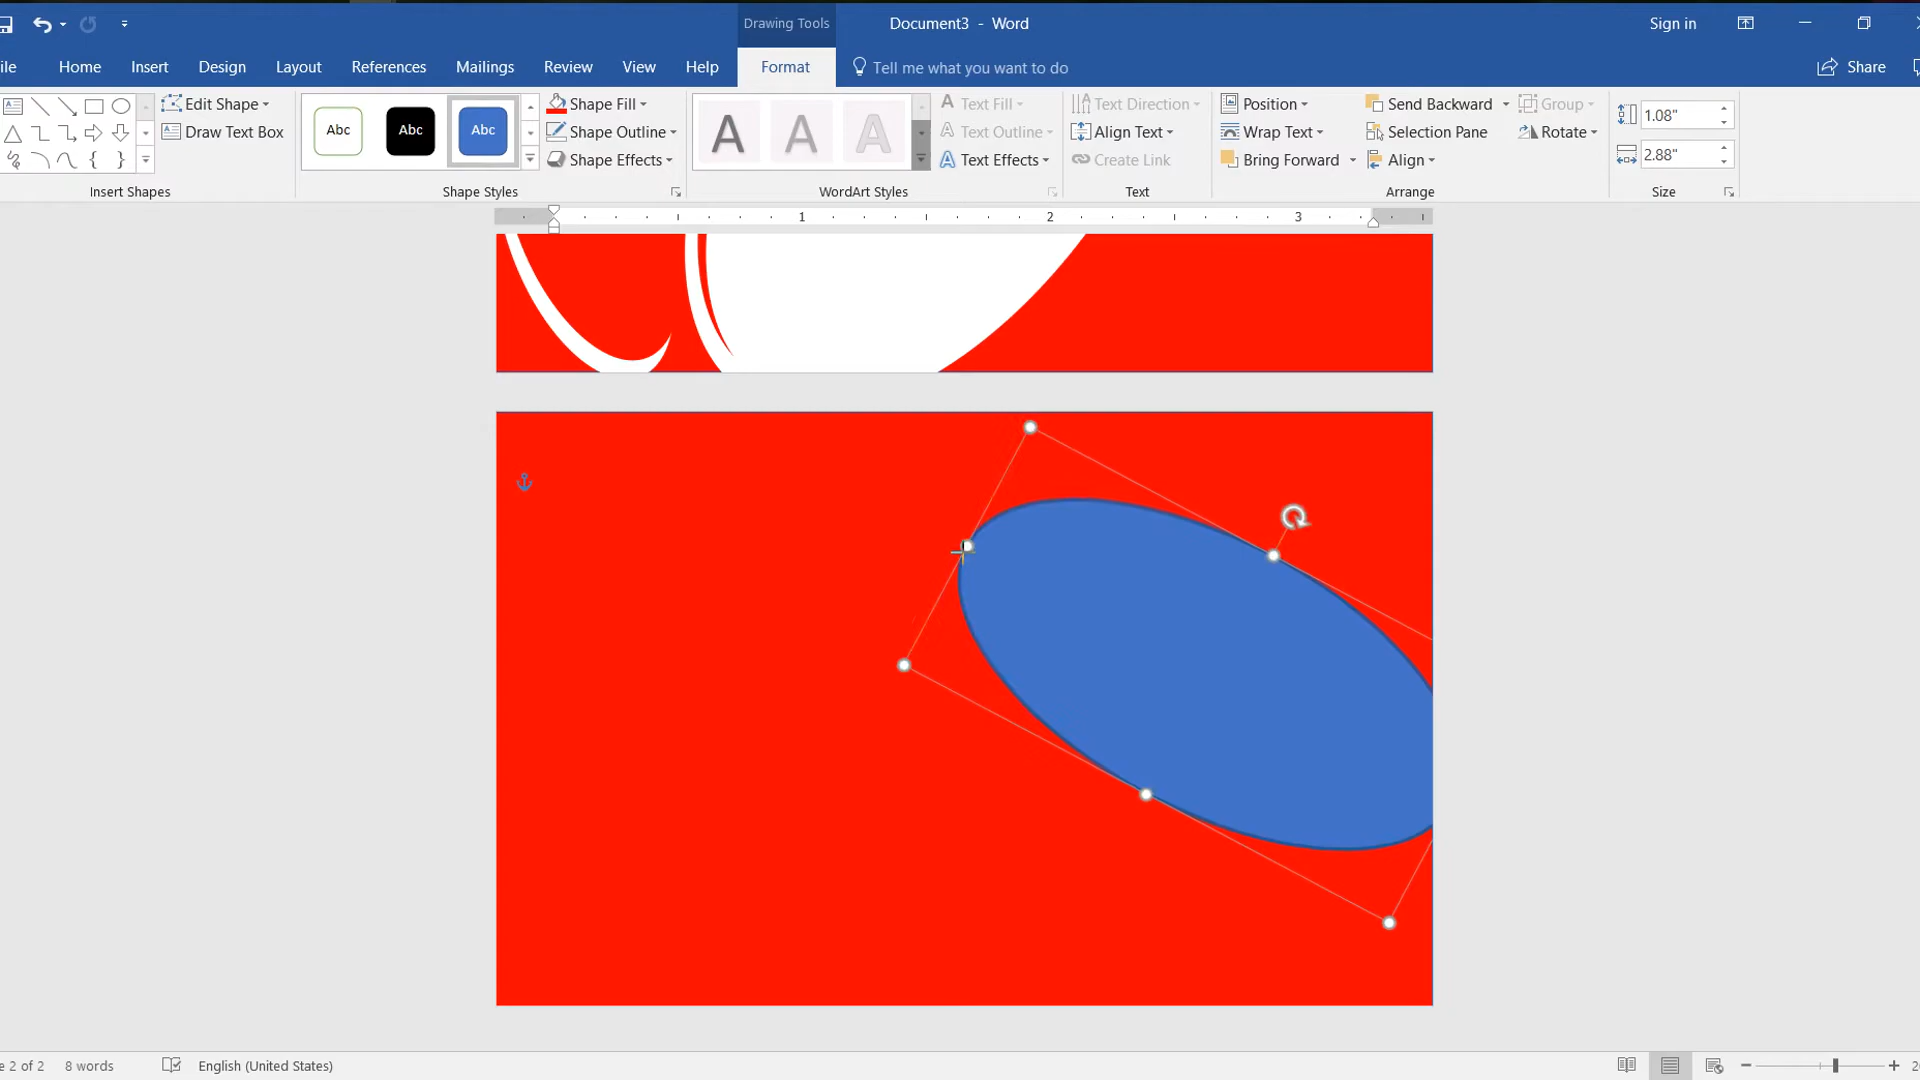 Drawing Tools
Document3 - Word
Sign in
ile
Home
Insert
Design
Layout
References
Mailings
Review
View
Help
Format
Tell me what you want to do
Share
Edit Shape
Draw Text Box
Insert Shapes
Abc
Abc
Abc
Shape Fill
Shape Outline
Shape Effects
Shape Styles
A
A
A
Text Fill
Text Outline
Text Effects
WordArt Styles
Text Direction
Align Text
Create Link
Text
Position
Wrap Text
Bring Forward
Send Backward
Selection Pane
Align
Group
Rotate
Arrange
1.08"
2.88"
Size
1
2
3
e 2 of 2
8 words
English (United States)